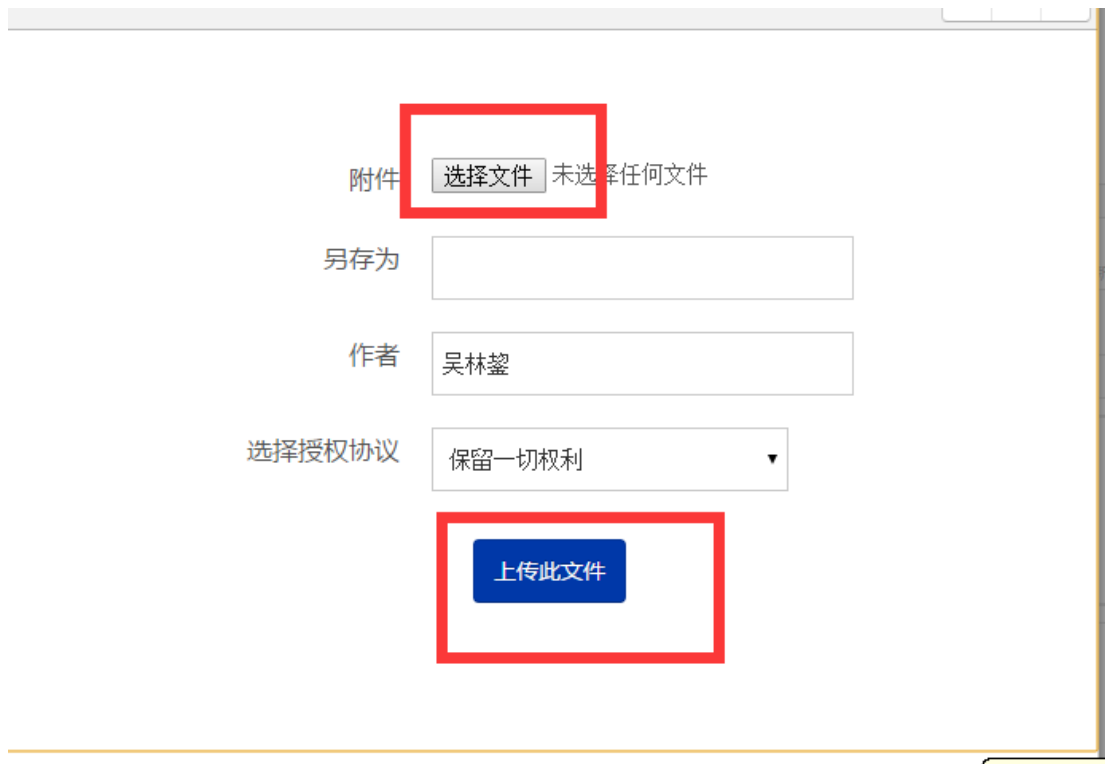 附件 选择文件 未选择任何文件
另存为
作者 吴林鋆
选择授权协议 保留一切权利
上传此文件